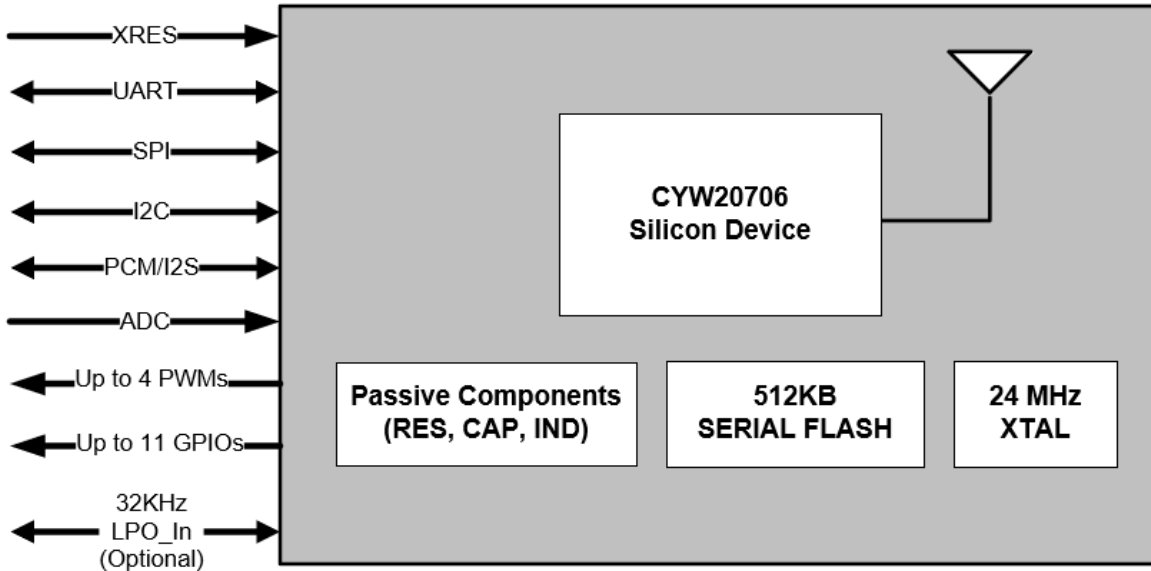 XRES
UART
SPI
I2C
PCM/I2S
ADC
Up to 4 PWMs
Up to 11 GPIOs
32KHz
LPO_In
(Optional)
CYW20706
Silicon Device
Passive Components
(RES, CAP, IND)
512KB
SERIAL FLASH
24 MHz
XTAL